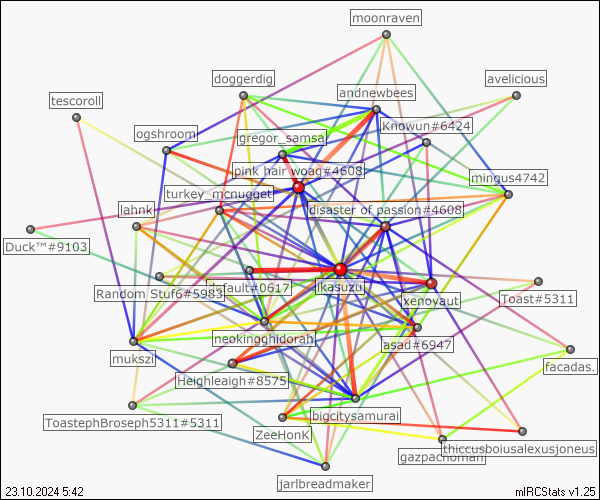 moonraven
doggerdig
avelicious
andnewbees
tescoroll
Knowun#6424
ogshroom
gregor_samsa
pink hair woag#4608
mingus4742
turkey_mcnugget
lahnk
disaster of passion#4608
Duck™#9103
default#0617
jkasuzu
Random Stuf6#5983
xenoyaut
Toast#5311
neokingghidorah
asad#6947
mukszi
facadas.
Heighleaigh#8575
bigcitysamurai
ToastephBroseph5311#5311
ZeeHonK
gazpachoman
thiccusboiusalexusjoneus
jarlbreadmaker
23.10.2024 5:42
mIRCStats v1.25